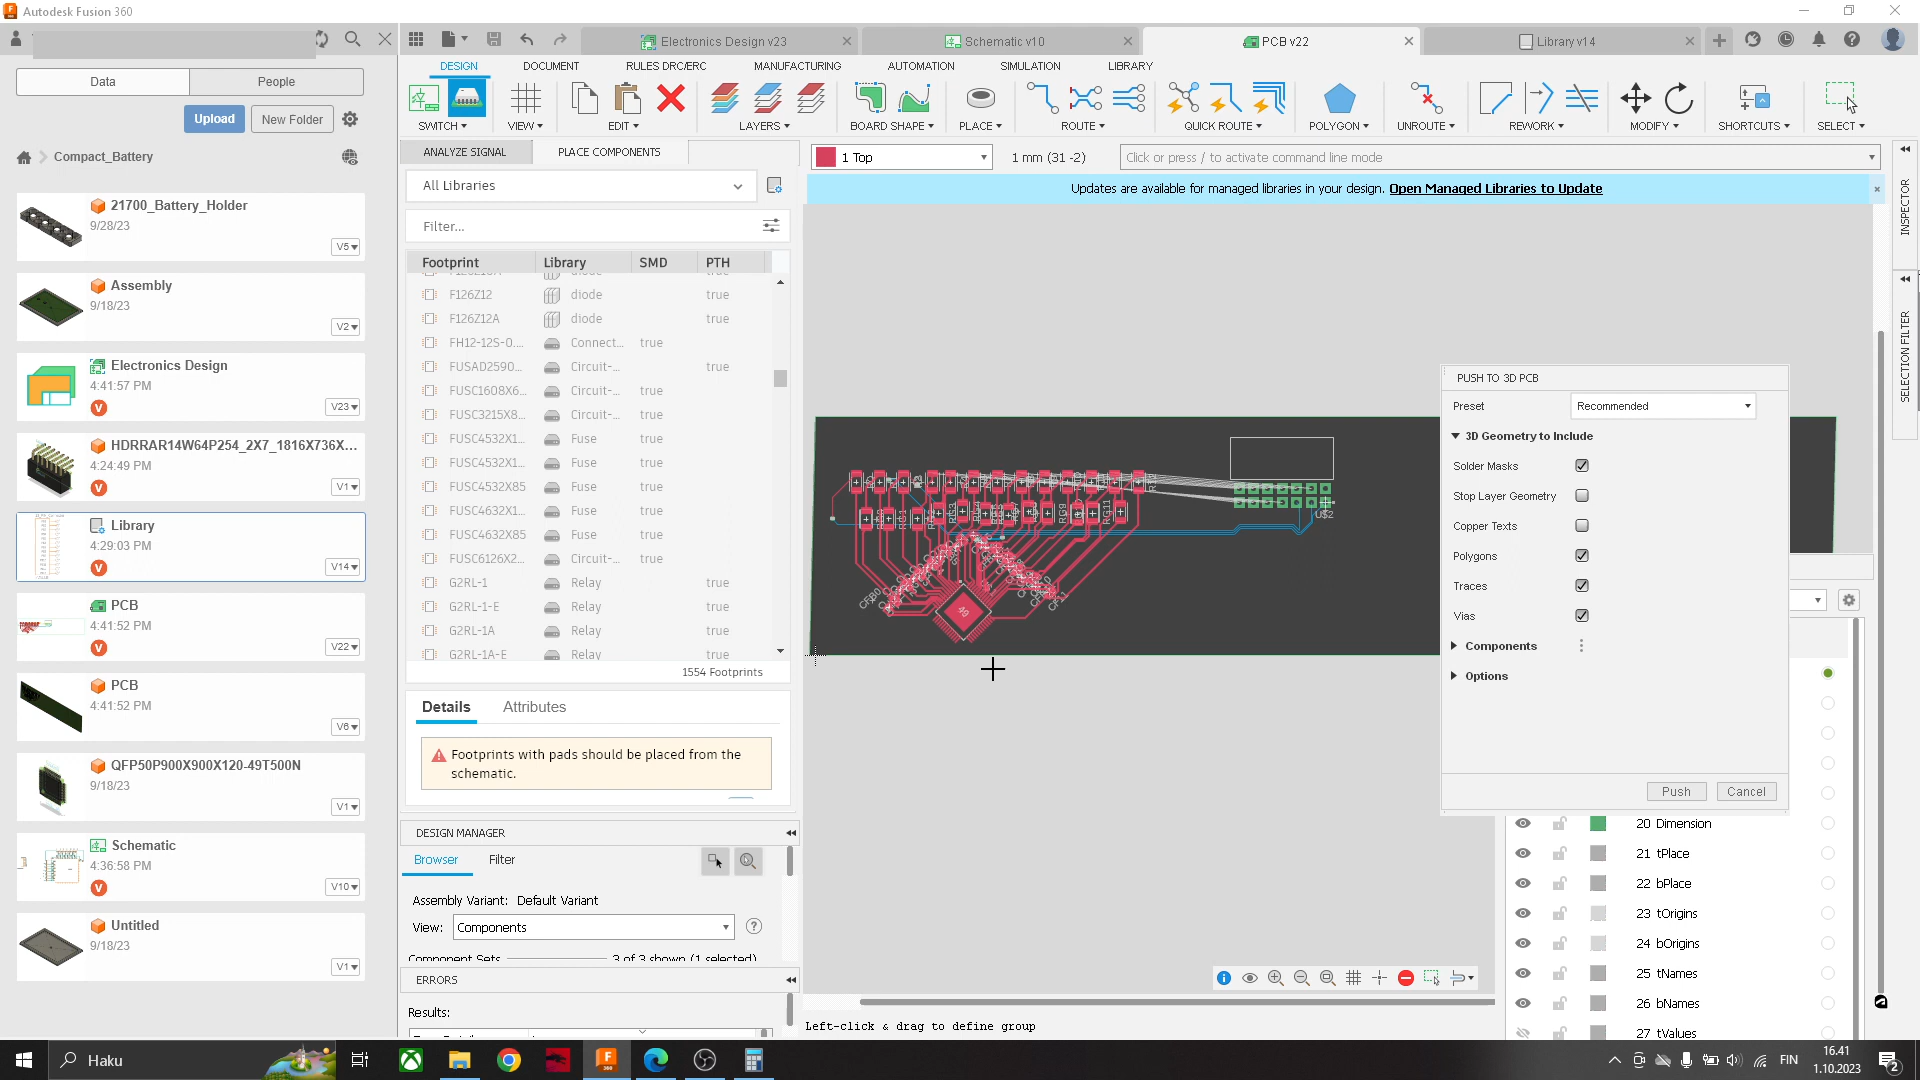 Autodesk Fusion 360
Data
People
Upload
New Folder
Compact_Battery
21700_Battery_Holder
9/28/23
V5
Assembly
9/18/23
V2
Electronics Design
4:41:57 PM
V
V23
HDRRAR14W64P254_2X7_1816X736X...
4:24:49 PM
V
V1
Library
4:29:03 PM
V
V14
PCB
4:41:52 PM
V
V22
PCB
4:41:52 PM
V6
QFP50P900X900X120-49T500N
9/18/23
V1
Schematic
4:36:58 PM
V
V10
Untitled
9/18/23
V1
Electronics Design v23
Schematic v10
PCB v22
Library v14
DESIGN
DOCUMENT
RULES DRC/ERC
MANUFACTURING
AUTOMATION
SIMULATION
LIBRARY
SWITCH
VIEW
EDIT
LAYERS
BOARD SHAPE
PLACE
ROUTE
QUICK ROUTE
POLYGON
UNROUTE
REWORK
MODIFY
SHORTCUTS
SELECT
ANALYZE SIGNAL
PLACE COMPONENTS
All Libraries
Filter...
Footprint Library SMD PTH
F126Z12 diode true
F126Z12A diode true
FH12-12S-0.... Connect... true
FUSAD2590... Circuit-... true
FUSC1608X6... Circuit-... true
FUSC3215X8... Circuit-... true
FUSC4532X1... Fuse true
FUSC4532X1... Fuse true
FUSC4532X85 Fuse true
FUSC4632X1... Fuse true
FUSC4632X85 Fuse true
FUSC6126X2... Circuit-... true
G2RL-1 Relay true
G2RL-1-E Relay true
G2RL-1A Relay true
G2RL-1A-E Relay true
1554 Footprints
Details
Attributes
Footprints with pads should be placed from the
schematic.
DESIGN MANAGER
Browser
Filter
Assembly Variant: Default Variant
View: Components
Component Sets 3 of 3 shown (1 selected)
ERRORS
Results:
1 Top
1 mm (31 -2)
Click or press / to activate command line mode
Updates are available for managed libraries in your design. Open Managed Libraries to Update
49
INSPECTOR
SELECTION FILTER
PUSH TO 3D PCB
Preset
Recommended
3D Geometry to Include
Solder Masks
Stop Layer Geometry
Copper Texts
Polygons
Traces
Vias
Components
Options
Push
Cancel
20 Dimension
21 tPlace
22 bPlace
23 tOrigins
24 bOrigins
25 tNames
26 bNames
27 tValues
Left-click & drag to define group
Haku
FIN
16.41
1.10.2023
2